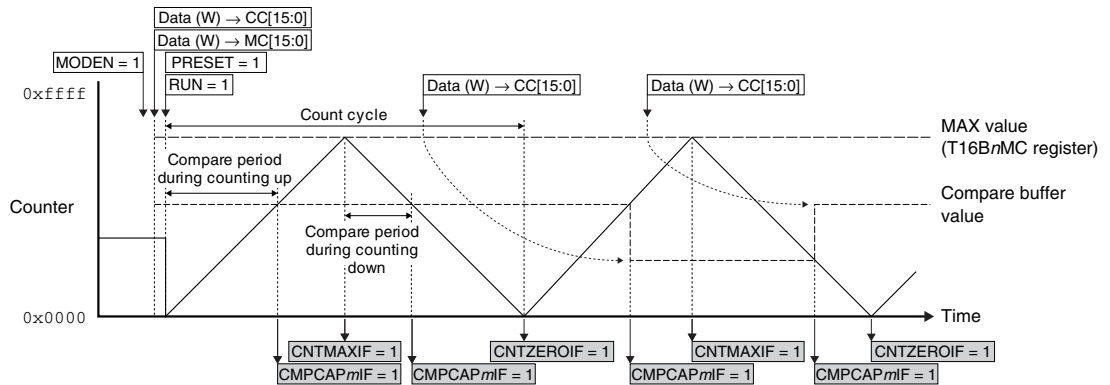 Data (W) → CC[15:0]
Data (W) → MC[15:0]
MODEN = 1
PRESET = 1
RUN = 1
Data (W) → CC[15:0]
Data (W) → CC[15:0]
0xffff
Count cycle
MAX value
(T16BnMC register)
Compare period
during counting up
Compare buffer
value
Counter
Compare period
during counting
down
0x0000
Time
CNTMAXIF = 1
CNTZEROIF = 1
CNTMAXIF = 1
CNTZEROIF = 1
CMPCAPmIF = 1
CMPCAPmIF = 1
CMPCAPmIF = 1
CMPCAPmIF = 1